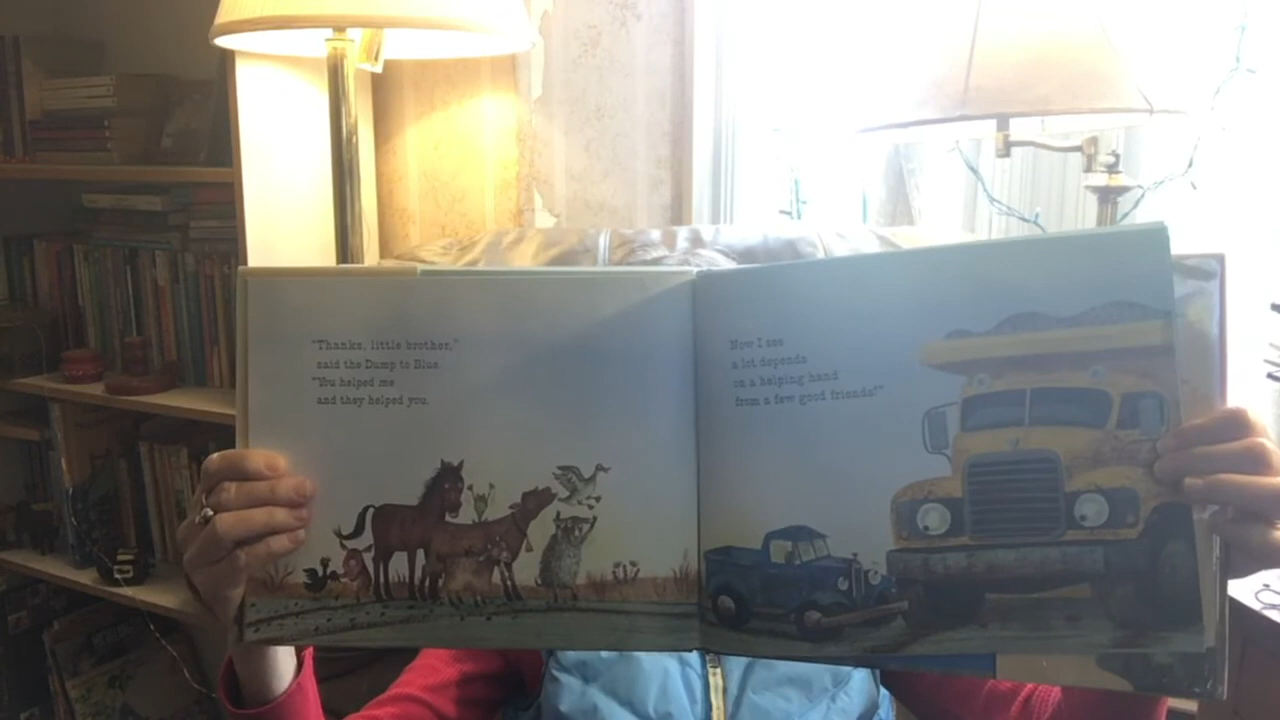 "Thanks, little brother,"
said the Dump to Blue.
"You helped me
and they helped you.
Now I see
a lot depends
on a helping hand
from a few good friends!"